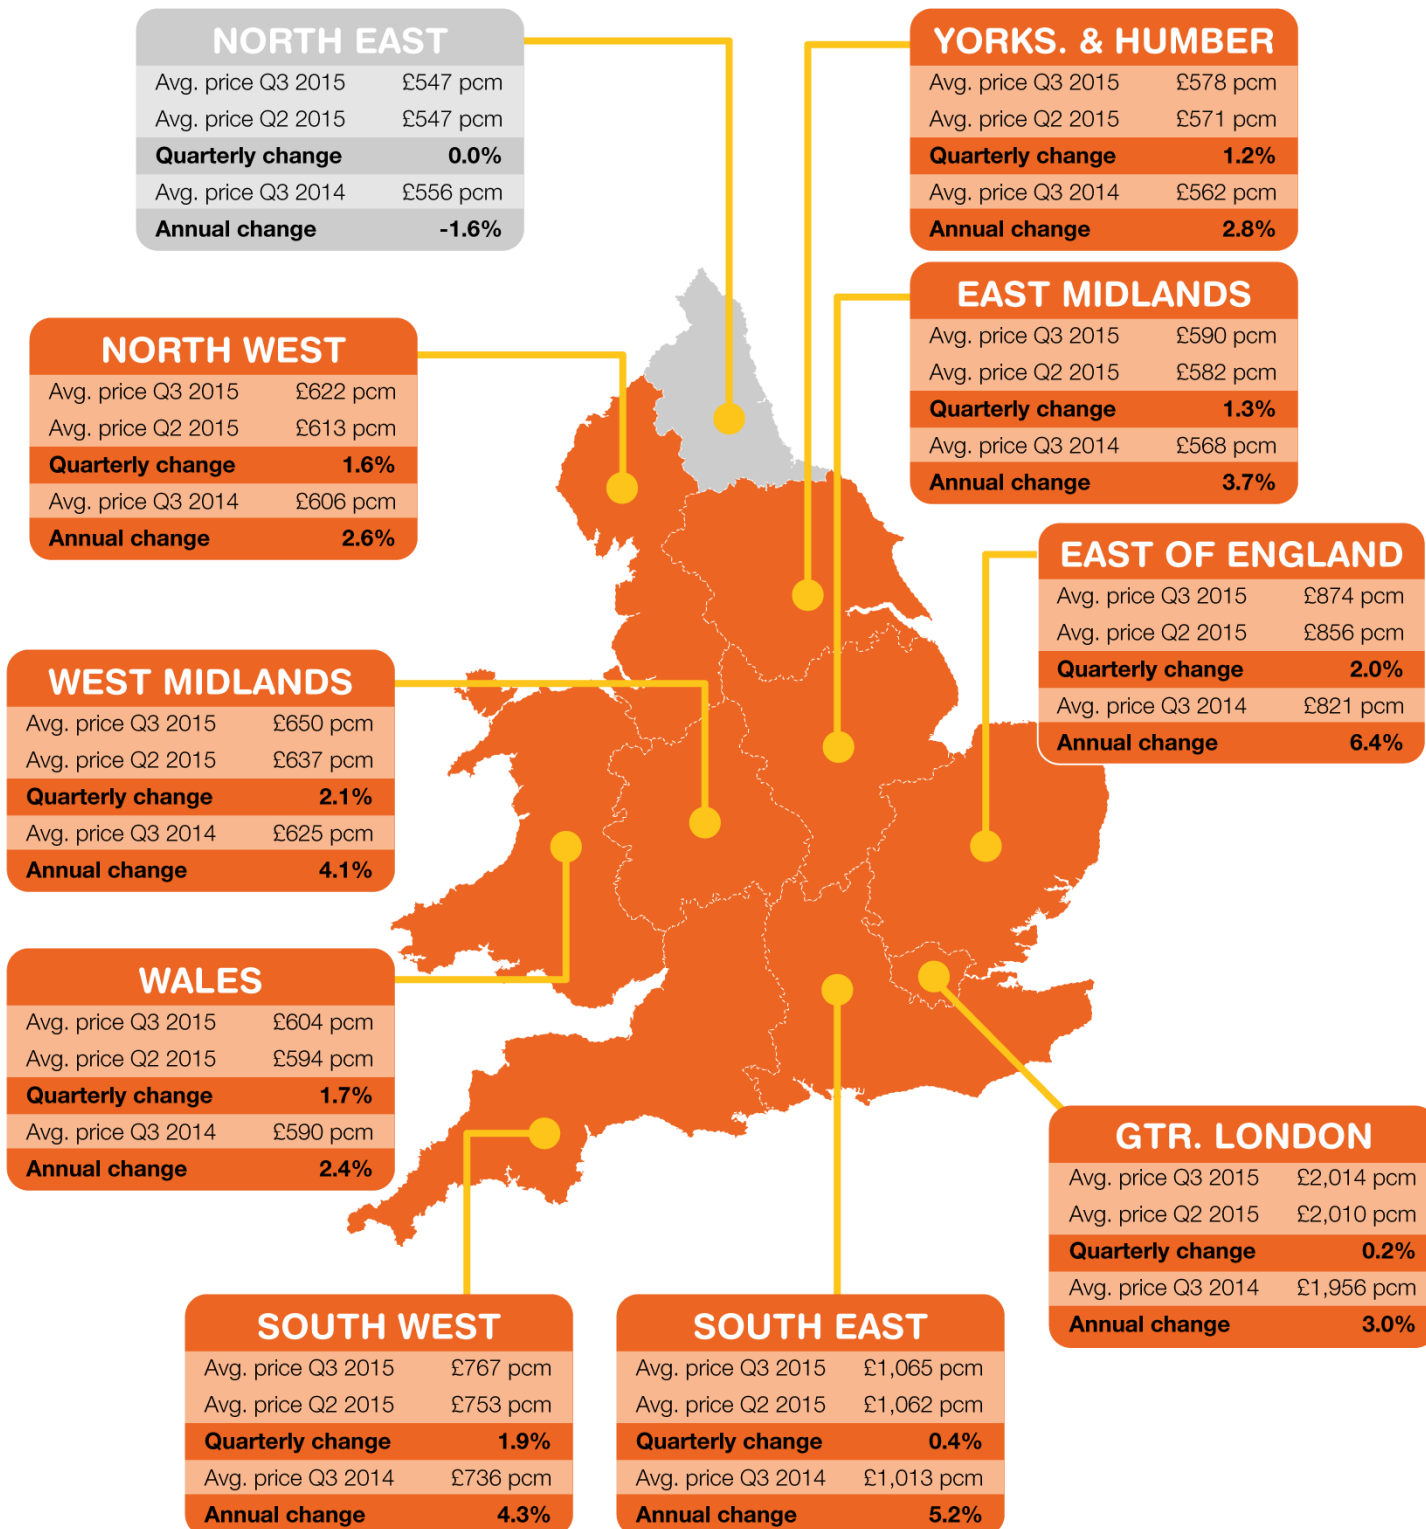 NORTH EAST
Avg. price Q3 2015 £547 pcm
Avg. price Q2 2015 £547 pcm
Quarterly change 0.0%
Avg. price Q3 2014 £556 pcm
Annual change -1.6%
YORKS. & HUMBER
Avg. price Q3 2015 £578 pcm
Avg. price Q2 2015 £571 pcm
Quarterly change 1.2%
Avg. price Q3 2014 £562 pcm
Annual change 2.8%
EAST MIDLANDS
Avg. price Q3 2015 £590 pcm
Avg. price Q2 2015 £582 pcm
Quarterly change 1.3%
Avg. price Q3 2014 £568 pcm
Annual change 3.7%
NORTH WEST
Avg. price Q3 2015 £622 pcm
Avg. price Q2 2015 £613 pcm
Quarterly change 1.6%
Avg. price Q3 2014 £606 pcm
Annual change 2.6%
EAST OF ENGLAND
Avg. price Q3 2015 £874 pcm
Avg. price Q2 2015 £856 pcm
Quarterly change 2.0%
Avg. price Q3 2014 £821 pcm
Annual change 6.4%
WEST MIDLANDS
Avg. price Q3 2015 £650 pcm
Avg. price Q2 2015 £637 pcm
Quarterly change 2.1%
Avg. price Q3 2014 £625 pcm
Annual change 4.1%
WALES
Avg. price Q3 2015 £604 pcm
Avg. price Q2 2015 £594 pcm
Quarterly change 1.7%
Avg. price Q3 2014 £590 pcm
Annual change 2.4%
GTR. LONDON
Avg. price Q3 2015 £2,014 pcm
Avg. price Q2 2015 £2,010 pcm
Quarterly change 0.2%
Avg. price Q3 2014 £1,956 pcm
Annual change 3.0%
SOUTH WEST
Avg. price Q3 2015 £767 pcm
Avg. price Q2 2015 £753 pcm
Quarterly change 1.9%
Avg. price Q3 2014 £736 pcm
Annual change 4.3%
SOUTH EAST
Avg. price Q3 2015 £1,065 pcm
Avg. price Q2 2015 £1,062 pcm
Quarterly change 0.4%
Avg. price Q3 2014 £1,013 pcm
Annual change 5.2%